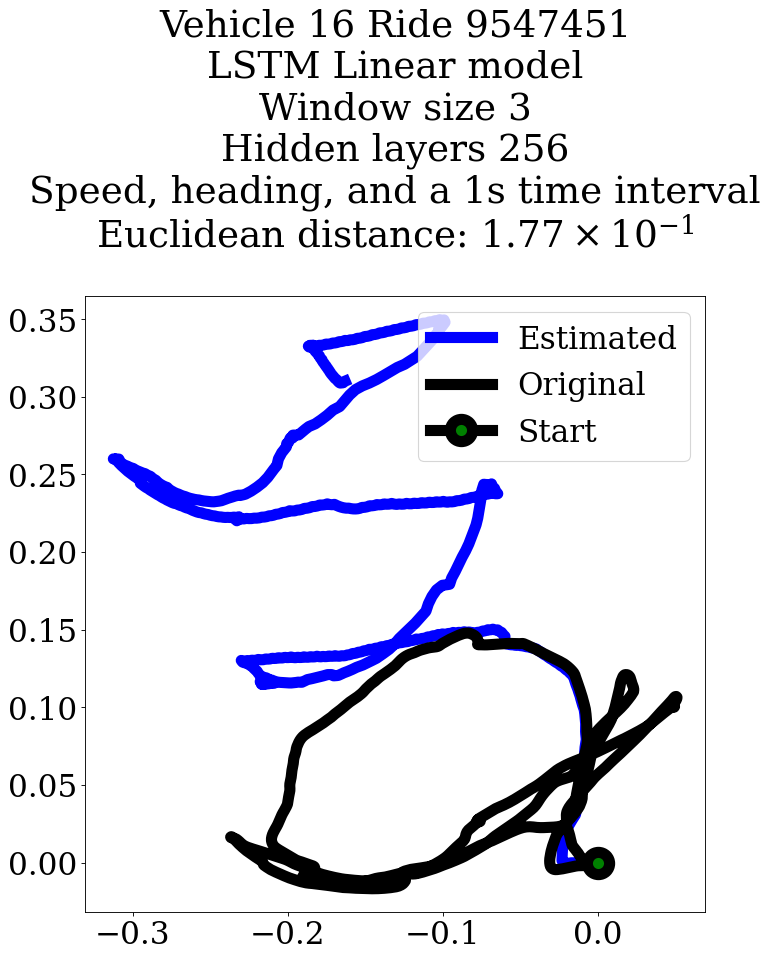 Vehicle 16 Ride 9547451
LSTM Linear model
Window size 3
Hidden layers 256
Speed, heading, and a 1s time interval
Euclidean distance: 1.77 × 10⁻¹
0.35
0.30
0.25
0.20
0.15
0.10
0.05
0.00
Estimated
Original
Start
−0.3 −0.2 −0.1 0.0